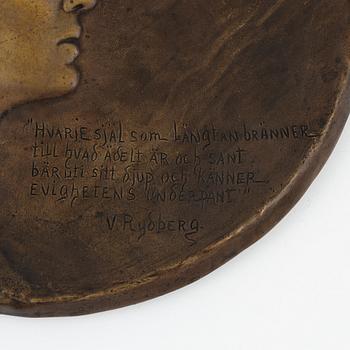 "HVARJE SJÄL SOM LÄNGTAN BRÄNNER
till hvad ädelt är och sant,
bär uti sitt djup och KÄNNER
EVIGHETENS UNDERPANT."
V. Rydberg.